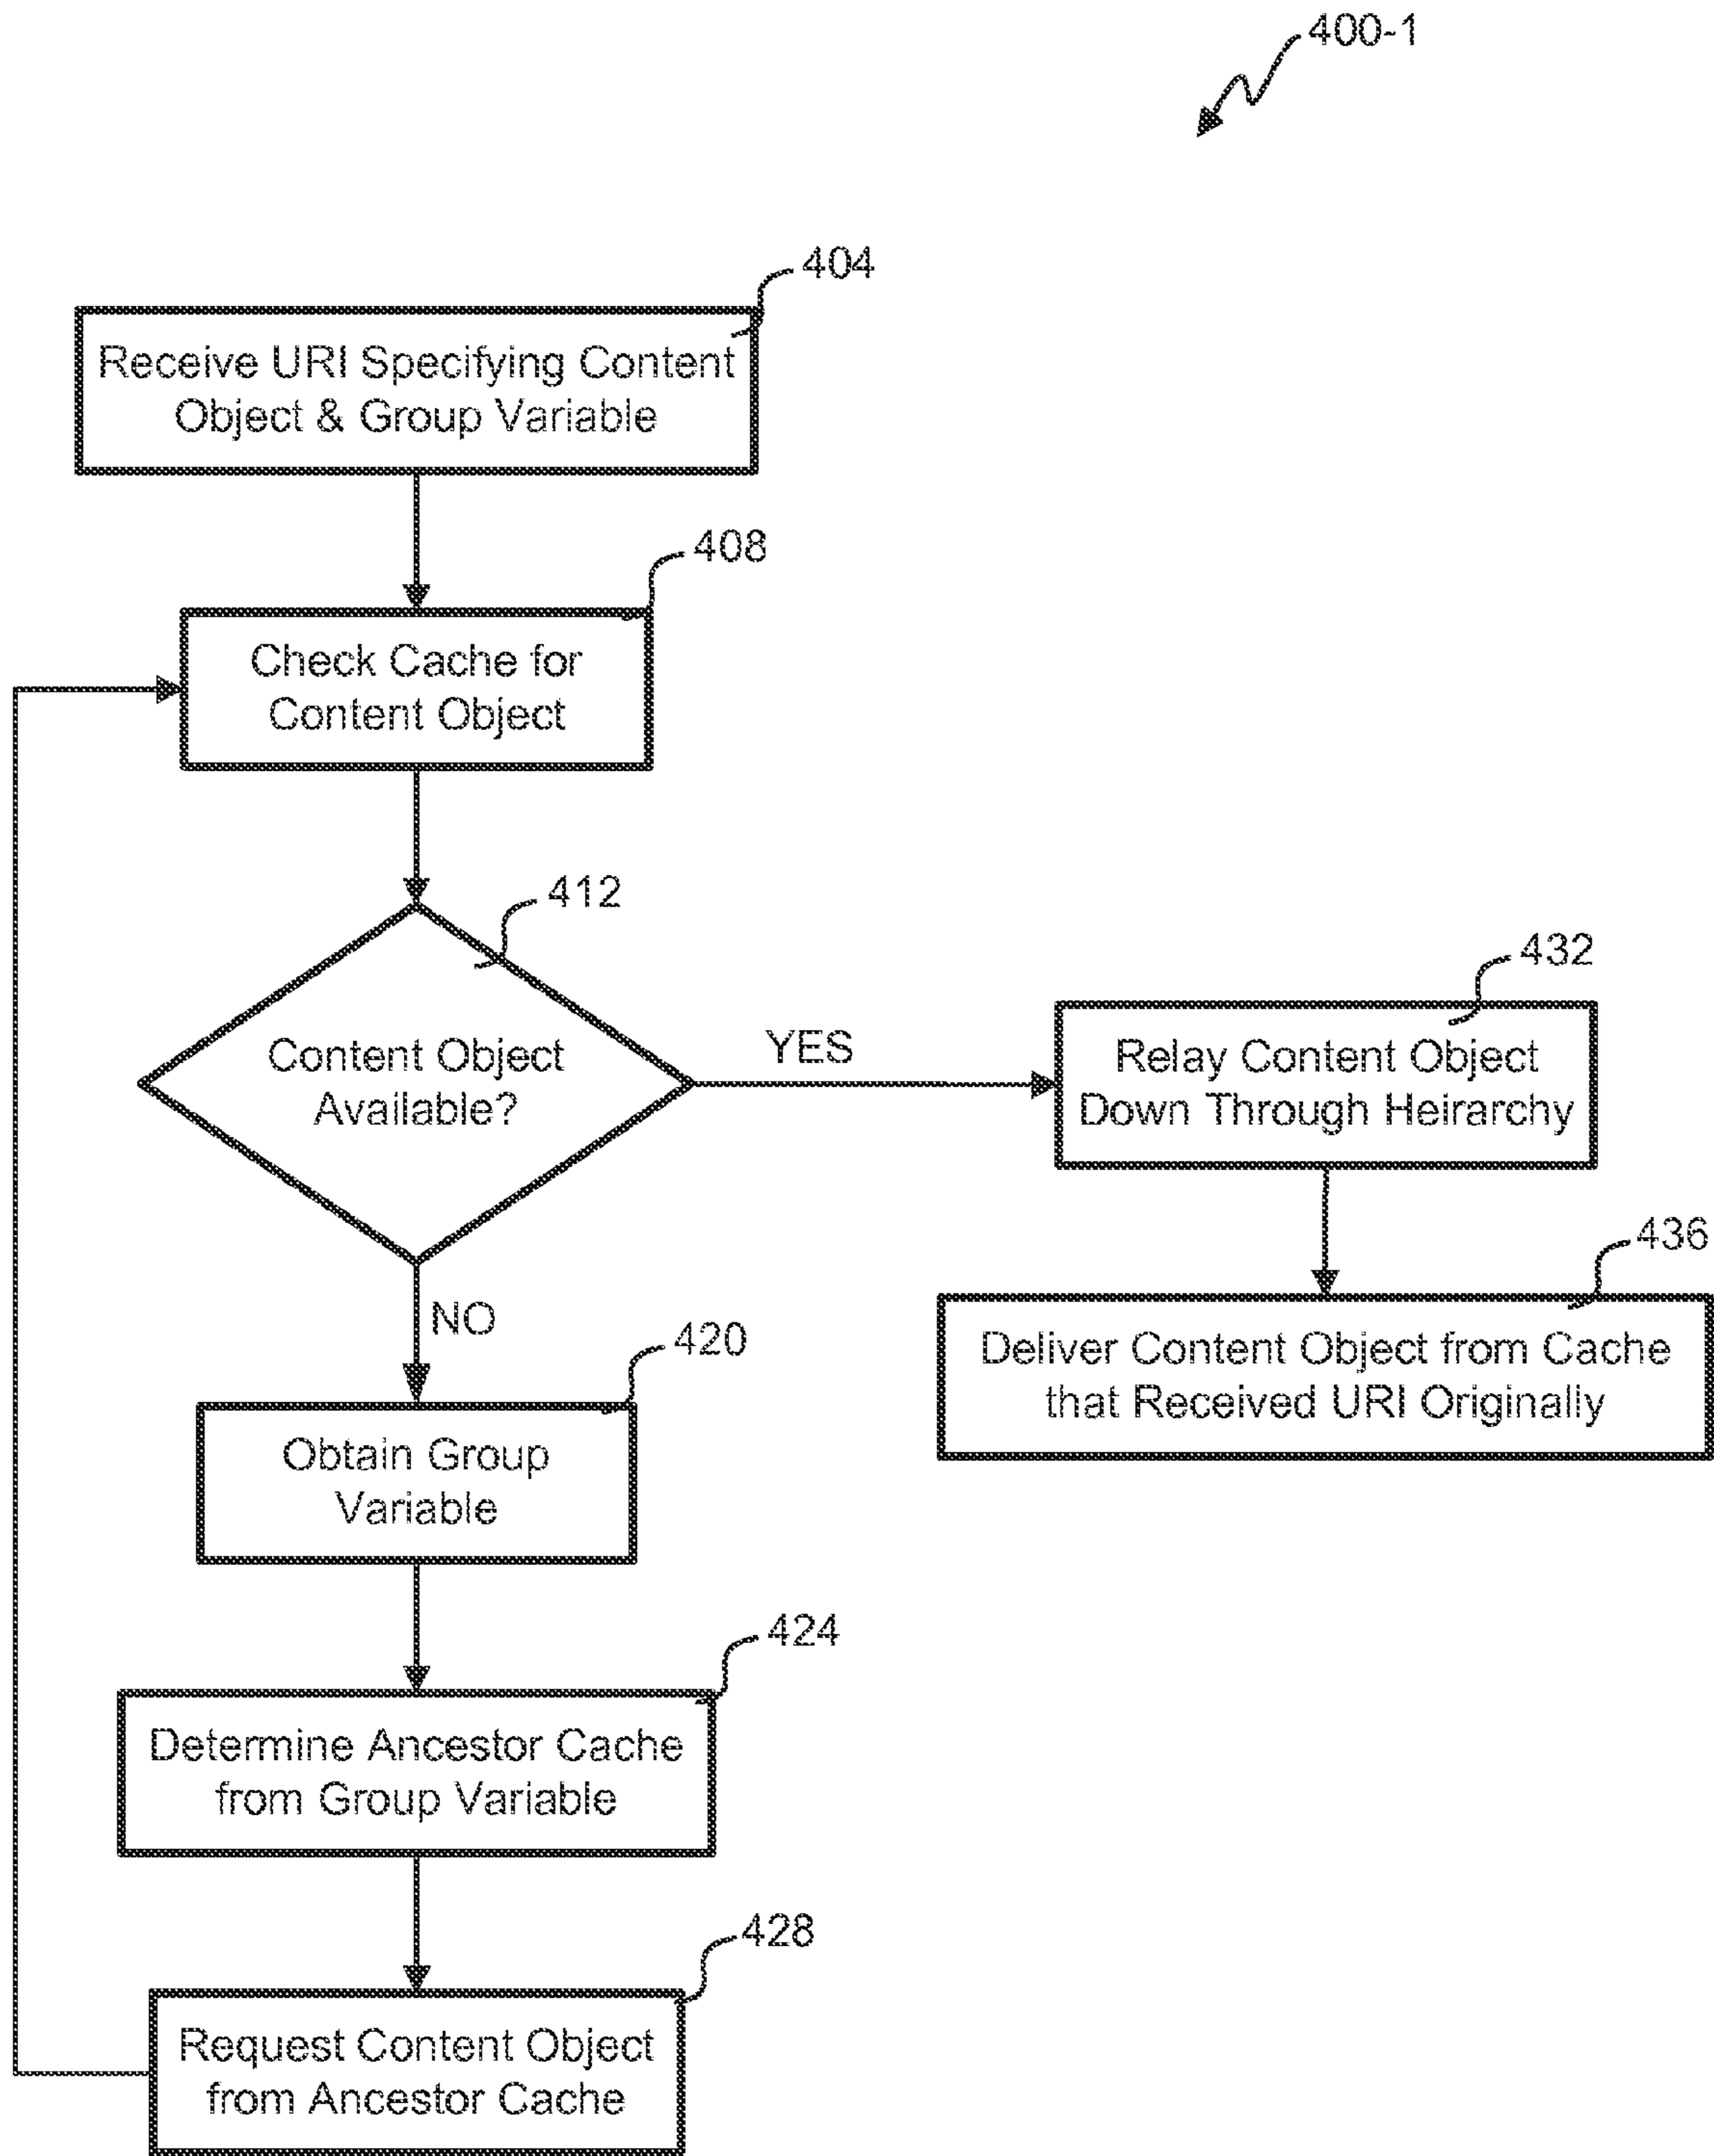 400-1
404
Receive URI Specifying Content
Object & Group Variable
408
Check Cache for
Content Object
412
Content Object
Available?
YES
432
Relay Content Object
Down Through Heirarchy
436
Deliver Content Object from Cache
that Received URI Originally
NO
420
Obtain Group
Variable
424
Determine Ancestor Cache
from Group Variable
428
Request Content Object
from Ancestor Cache